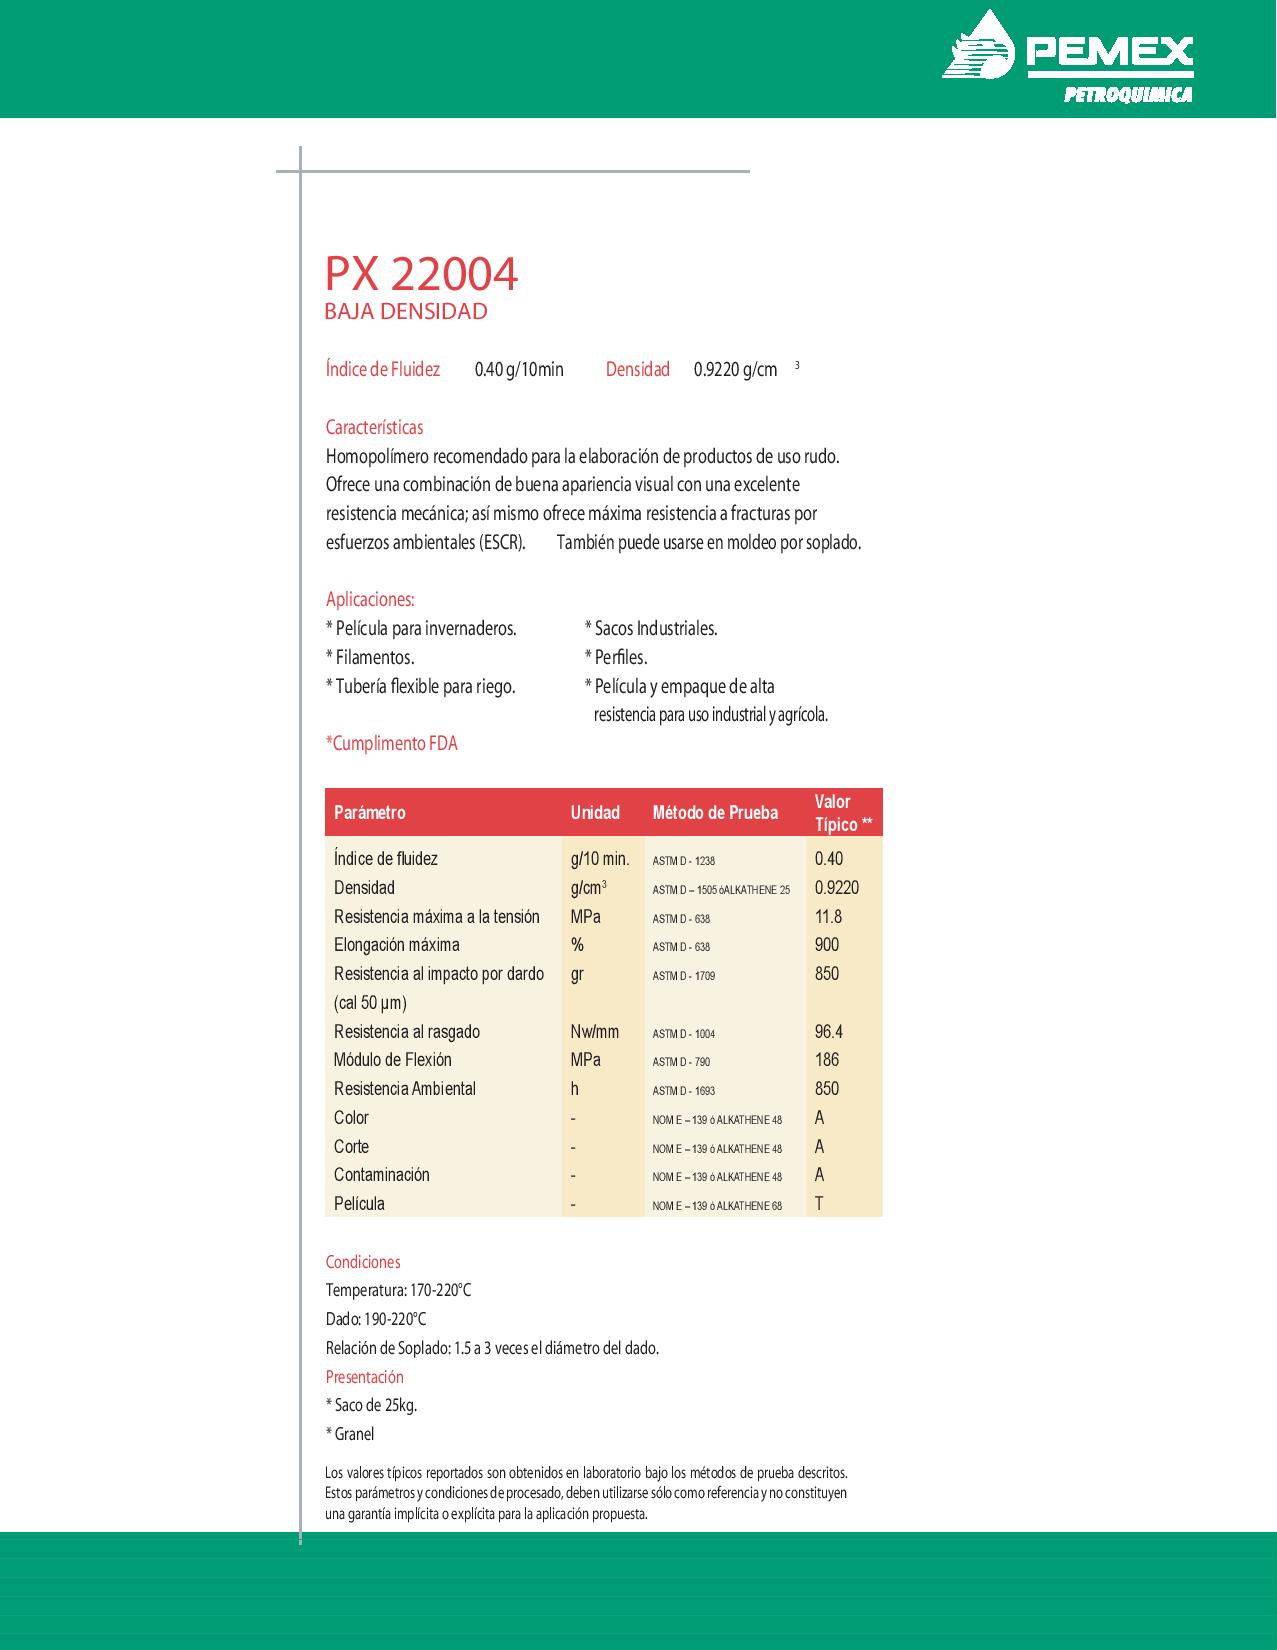 PEMEX
PETROQUIMICA
PX 22004
BAJA DENSIDAD
Índice de Fluidez 0.40 g/10min Densidad 0.9220 g/cm 3
Características
Homopolímero recomendado para la elaboración de productos de uso rudo.
Ofrece una combinación de buena apariencia visual con una excelente
resistencia mecánica; así mismo ofrece máxima resistencia a fracturas por
esfuerzos ambientales (ESCR). También puede usarse en moldeo por soplado.
Aplicaciones:
* Película para invernaderos. * Sacos Industriales.
* Filamentos. * Perfiles.
* Tubería flexible para riego. * Película y empaque de alta
resistencia para uso industrial y agrícola.
*Cumplimento FDA
Parámetro Unidad Método de Prueba Valor Típico **
Índice de fluidez g/10 min. ASTM D - 1238 0.40
Densidad g/cm3 ASTM D – 1505 óALKATHENE 25 0.9220
Resistencia máxima a la tensión MPa ASTM D - 638 11.8
Elongación máxima % ASTM D - 638 900
Resistencia al impacto por dardo gr ASTM D - 1709 850
(cal 50 µm)
Resistencia al rasgado Nw/mm ASTM D - 1004 96.4
Módulo de Flexión MPa ASTM D - 790 186
Resistencia Ambiental h ASTM D - 1693 850
Color - NOM E – 139 ó ALKATHENE 48 A
Corte - NOM E – 139 ó ALKATHENE 48 A
Contaminación - NOM E – 139 ó ALKATHENE 48 A
Película - NOM E – 139 ó ALKATHENE 68 T
Condiciones
Temperatura: 170-220°C
Dado: 190-220°C
Relación de Soplado: 1.5 a 3 veces el diámetro del dado.
Presentación
* Saco de 25kg.
* Granel
Los valores típicos reportados son obtenidos en laboratorio bajo los métodos de prueba descritos.
Estos parámetros y condiciones de procesado, deben utilizarse sólo como referencia y no constituyen
una garantía implícita o explícita para la aplicación propuesta.